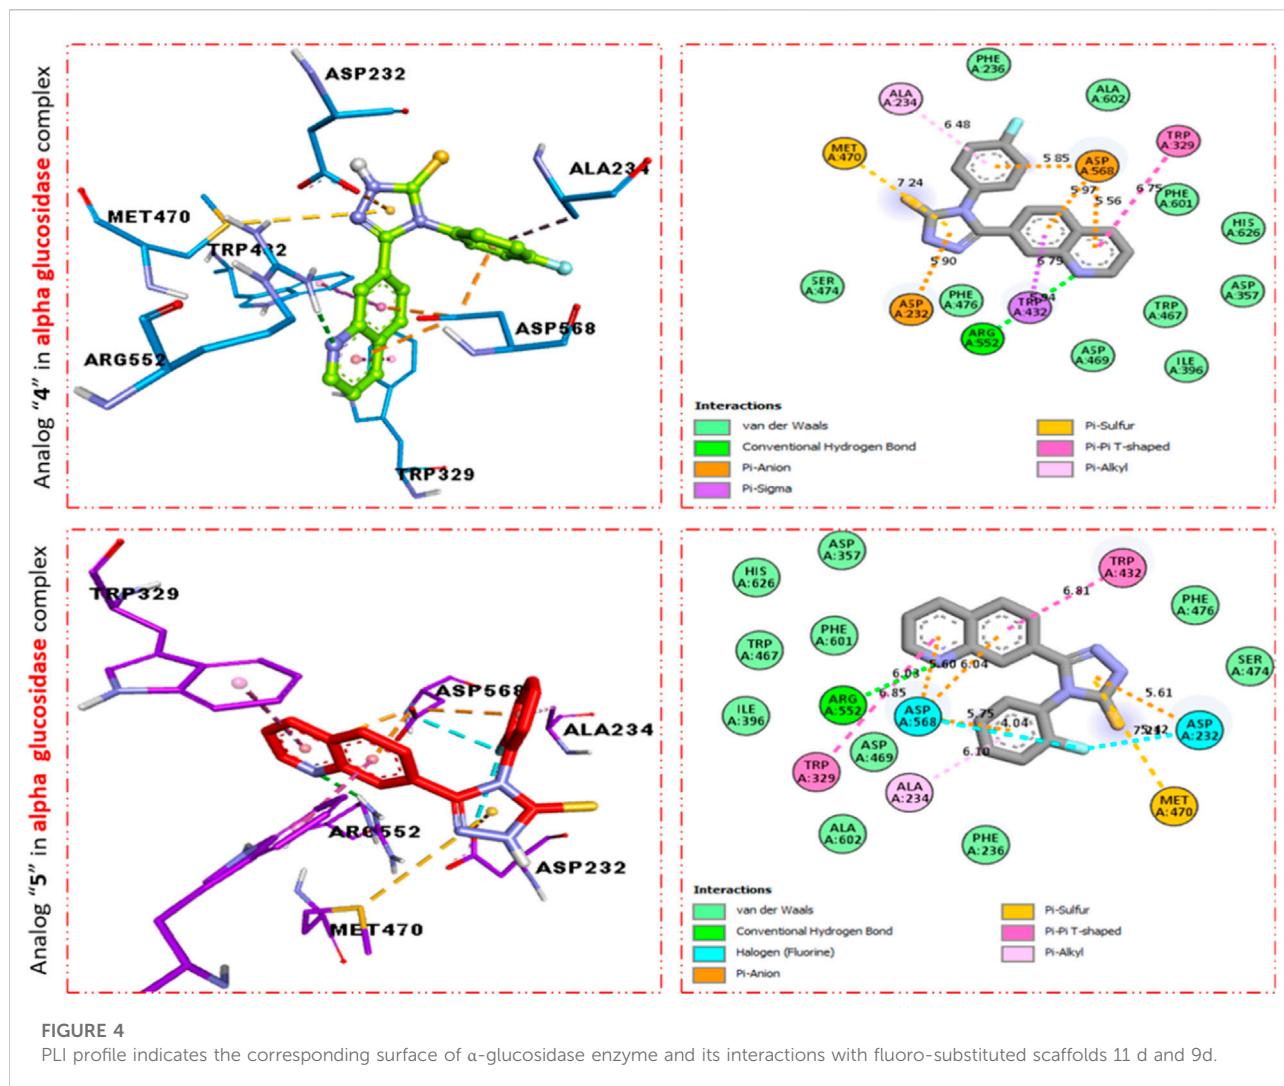 Analog “4” in alpha glucosidase complex
ASP232
ALA234
MET470
TRP432
ARG552
ASP568
TRP329
PHE
A:236
ALA
A:234
ALA
A:602
MET
A:470
TRP
A:329
ASP
A:568
PHE
A:601
HIS
A:626
SER
A:474
ASP
A:232
PHE
A:476
TRP
A:432
ARG
A:552
TRP
A:467
ASP
A:357
ASP
A:469
ILE
A:396
6.48
5.85
7.24
5.97
5.56
6.75
5.90
6.79
Interactions
van der Waals
Conventional Hydrogen Bond
Pi-Anion
Pi-Sigma
Pi-Sulfur
Pi-Pi T-shaped
Pi-Alkyl
Analog “5” in alpha glucosidase complex
TRP329
ASP568
ALA234
ARG552
ASP232
MET470
ASP
A:357
HIS
A:626
TRP
A:432
PHE
A:476
TRP
A:467
PHE
A:601
SER
A:474
ARG
A:552
ILE
A:396
ASP
A:568
ASP
A:232
ASP
A:469
TRP
A:329
ALA
A:234
MET
A:470
ALA
A:602
PHE
A:236
6.81
6.03
5.60
6.04
6.85
5.61
5.75
4.04
6.10
Interactions
van der Waals
Conventional Hydrogen Bond
Halogen (Fluorine)
Pi-Anion
Pi-Sulfur
Pi-Pi T-shaped
Pi-Alkyl
FIGURE 4
PLI profile indicates the corresponding surface of α-glucosidase enzyme and its interactions with fluoro-substituted scaffolds 11 d and 9d.